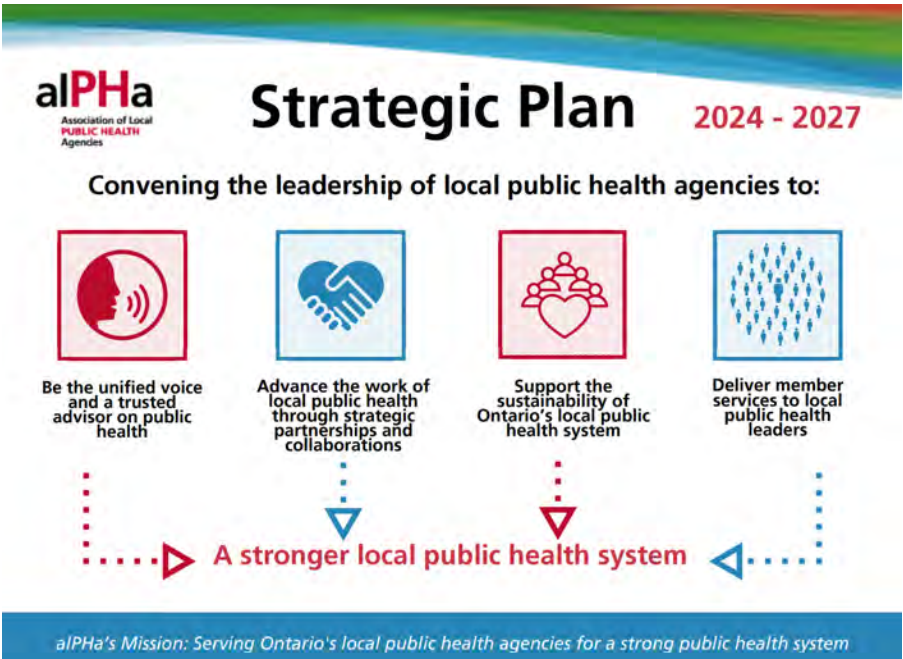 alPHa
Association of Local
PUBLIC HEALTH
Agencies
Strategic Plan
2024 - 2027
Convening the leadership of local public health agencies to:
Be the unified voice
and a trusted
advisor on public
health
Advance the work of
local public health
through strategic
partnerships and
collaborations
Support the
sustainability of
Ontario's local public
health system
Deliver member
services to local
public health
leaders
A stronger local public health system
alPHa's Mission: Serving Ontario's local public health agencies for a strong public health system